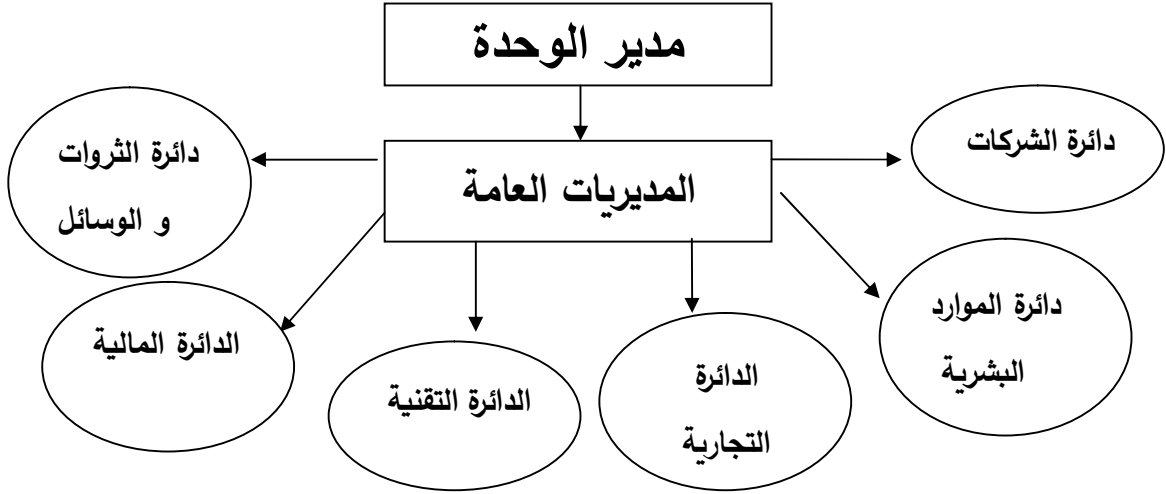 مدير الوحدة
المديريات العامة
دائرة الشركات
دائرة الثروات
و الوسائل
دائرة الموارد
البشرية
الدائرة
التجارية
الدائرة التقنية
الدائرة المالية